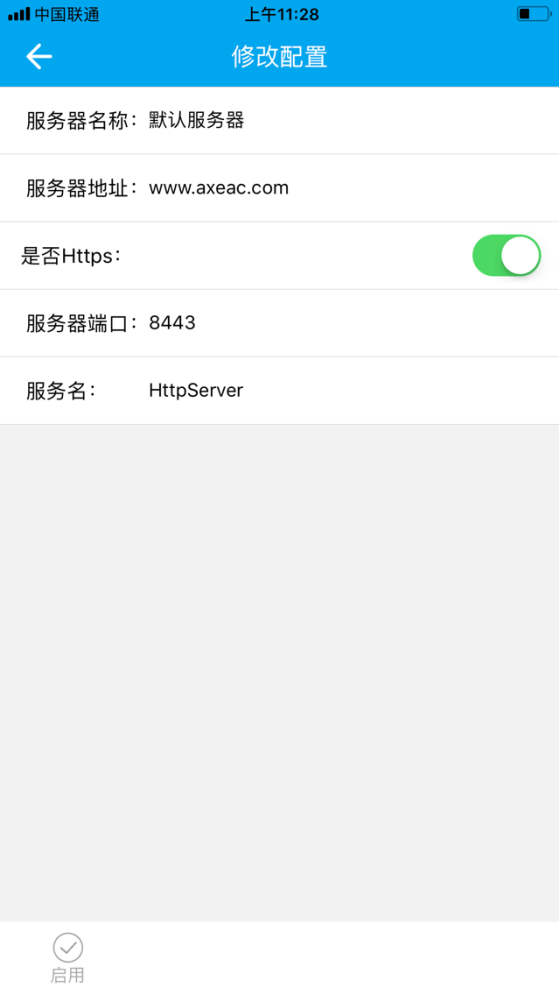 中国联通 上午11:28
修改配置
服务器名称：默认服务器
服务器地址：www.axeac.com
是否Https：
服务器端口：8443
服务名： HttpServer
启用